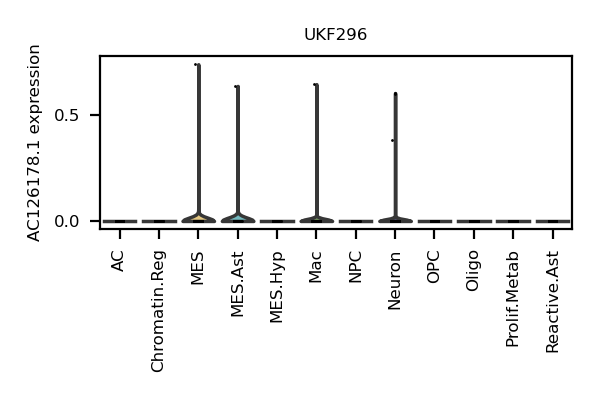 UKF296
AC126178.1 expression
0.5
0.0
AC
Chromatin.Reg
MES
MES.Ast
MES.Hyp
Mac
NPC
Neuron
OPC
Oligo
Prolif.Metab
Reactive.Ast